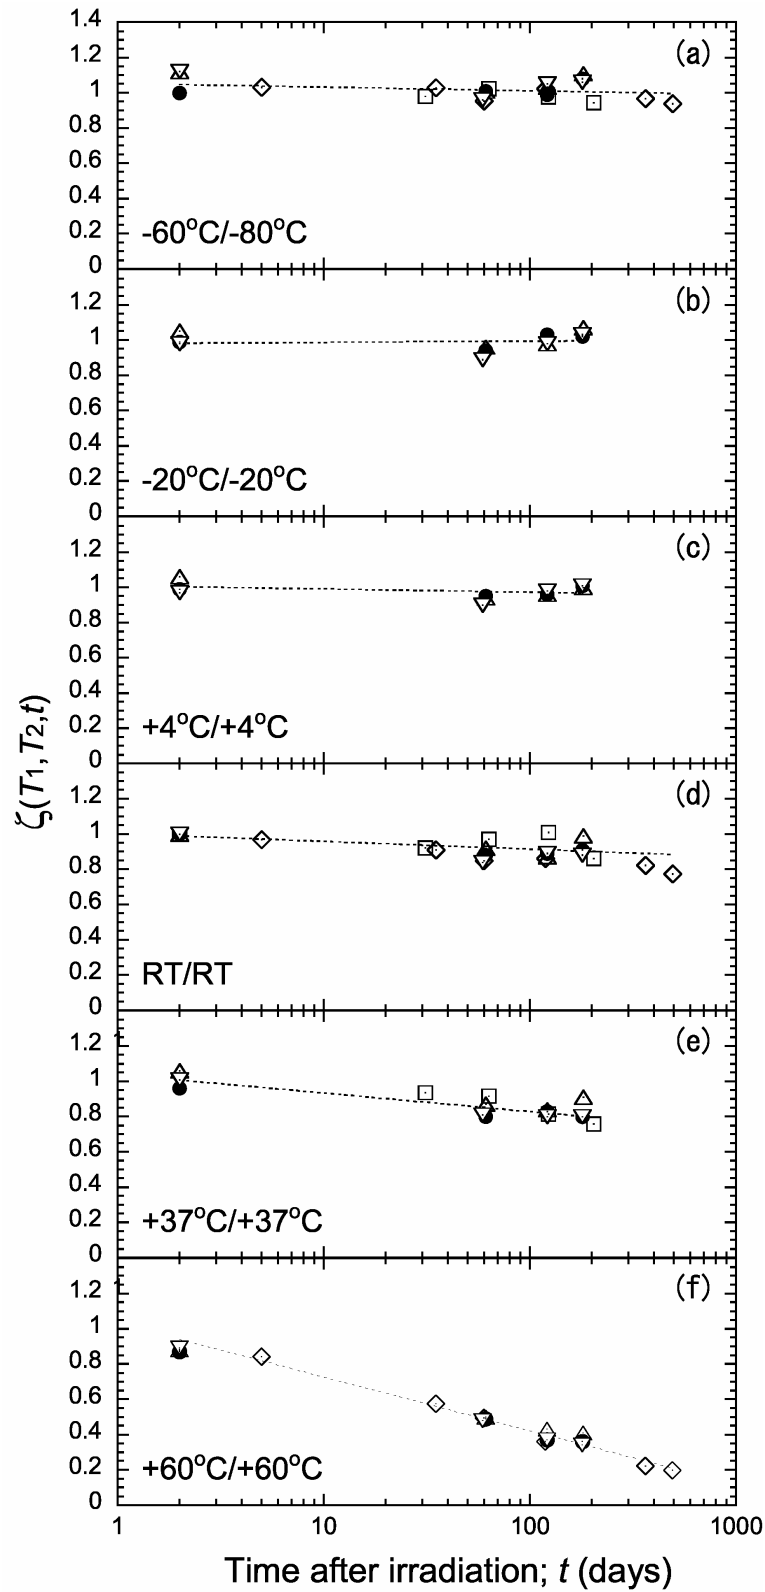 1.4
1.2
1
0.8
0.6
0.4
0.2
0
(a)
-60°C/-80°C
1.2
1
0.8
0.6
0.4
0.2
0
(b)
-20°C/-20°C
1.2
1
0.8
0.6
0.4
0.2
0
(c)
+4°C/+4°C
ζ(T1,T2,t)
1.2
1
0.8
0.6
0.4
0.2
0
(d)
RT/RT
1.2
1
0.8
0.6
0.4
0.2
0
(e)
+37°C/+37°C
1.2
1
0.8
0.6
0.4
0.2
0
(f)
+60°C/+60°C
1 10 100 1000
Time after irradiation; t (days)